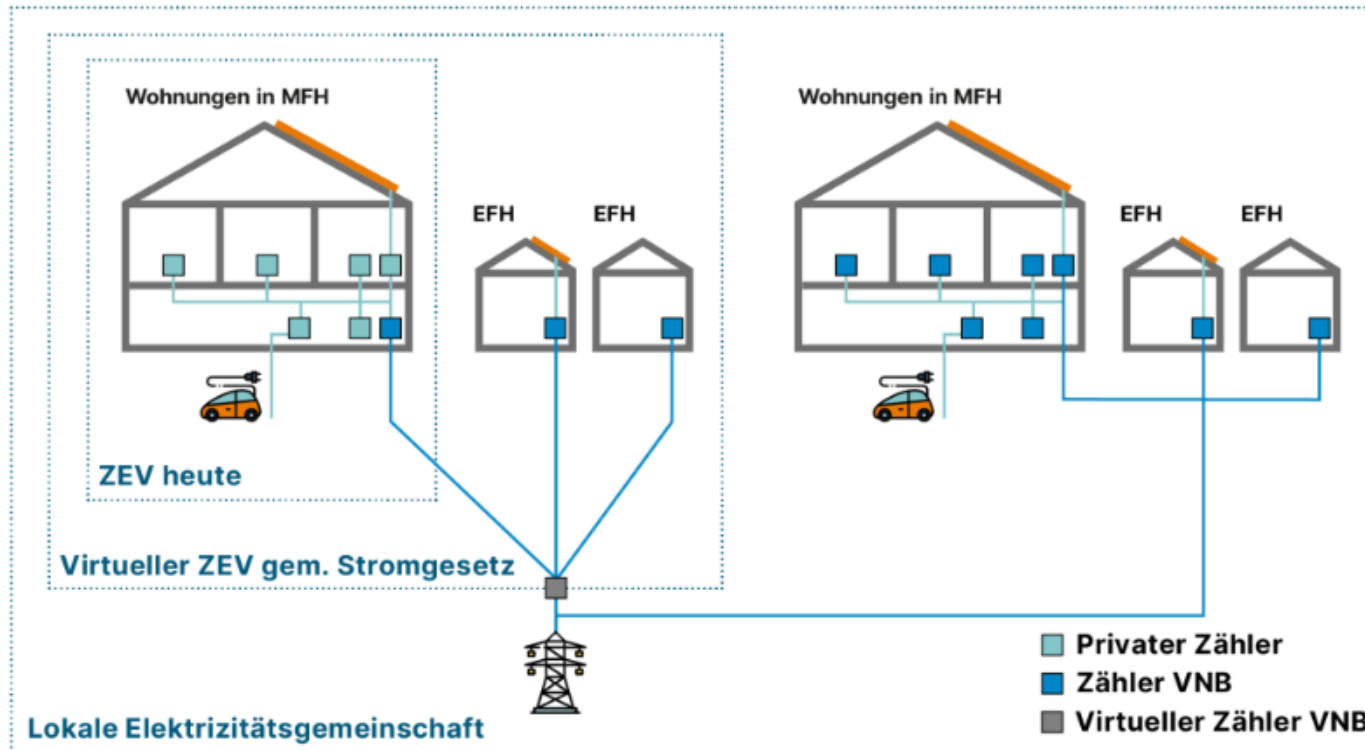 Wohnungen in MFH
EFH
EFH
Wohnungen in MFH
EFH
EFH
ZEV heute
Virtueller ZEV gem. Stromgesetz
Lokale Elektrizitätsgemeinschaft
Privater Zähler
Zähler VNB
Virtueller Zähler VNB